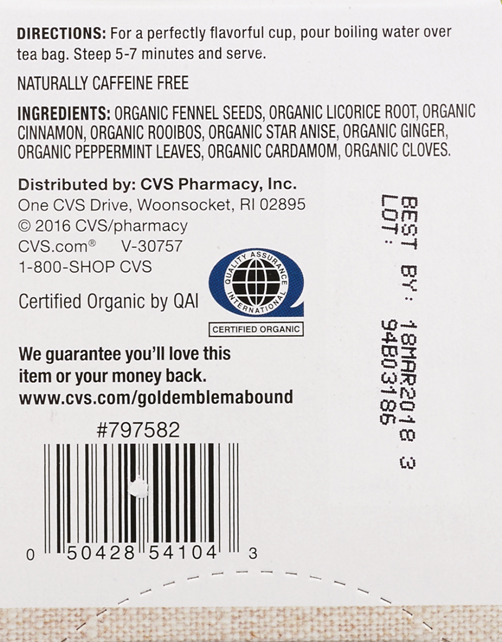 DIRECTIONS: For a perfectly flavorful cup, pour boiling water over
tea bag. Steep 5-7 minutes and serve.
NATURALLY CAFFEINE FREE
INGREDIENTS: ORGANIC FENNEL SEEDS, ORGANIC LICORICE ROOT, ORGANIC
CINNAMON, ORGANIC ROOIBOS, ORGANIC STAR ANISE, ORGANIC GINGER,
ORGANIC PEPPERMINT LEAVES, ORGANIC CARDAMOM, ORGANIC CLOVES.
Distributed by: CVS Pharmacy, Inc.
One CVS Drive, Woonsocket, RI 02895
© 2016 CVS/pharmacy
CVS.com® V-30757
1-800-SHOP CVS
Certified Organic by QAI
QUALITY ASSURANCE
INTERNATIONAL
CERTIFIED ORGANIC
We guarantee you'll love this
item or your money back.
www.cvs.com/goldemblemabound
#797582
0 50428 54104 3
BEST BY: 18MAR2018 3
LOT: 94B03186